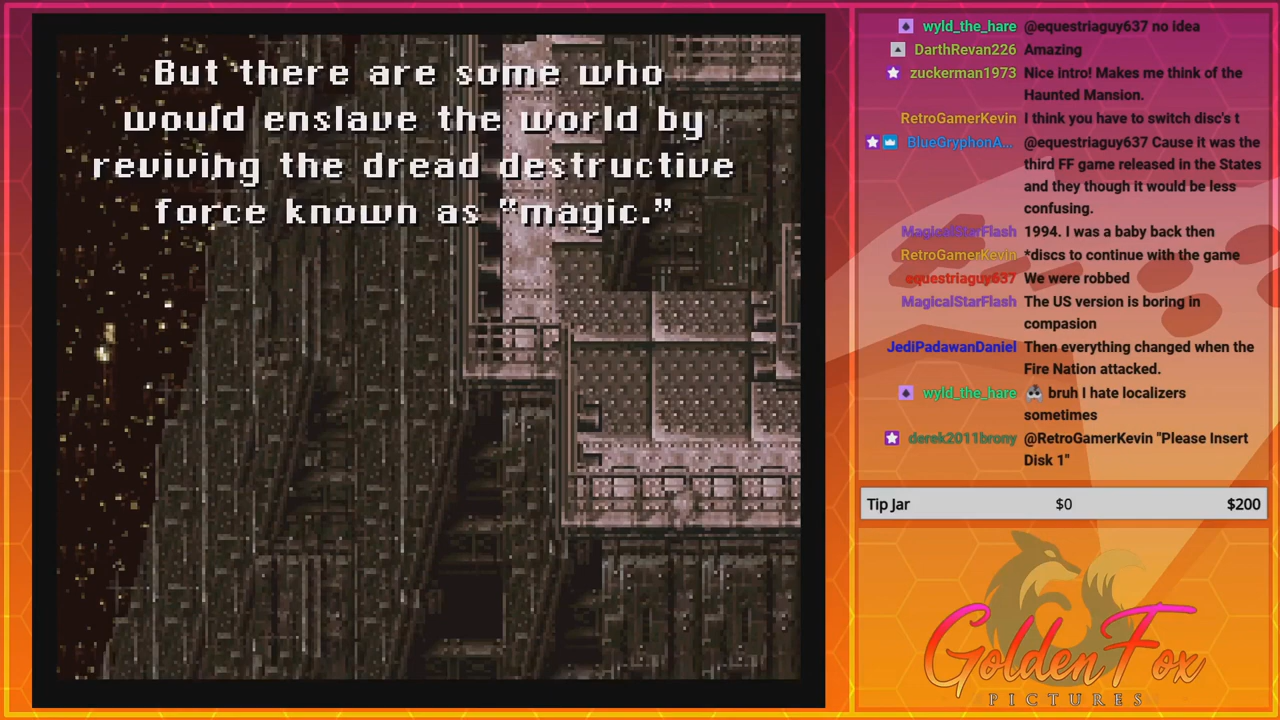 But there are some who
would enslave the world by
reviving the dread destructive
force known as “magic.”
wyld_the_hare @equestriaguy637 no idea
DarthRevan226 Amazing
zuckerman1973 Nice intro! Makes me think of the
Haunted Mansion.
RetroGamerKevin I think you have to switch disc's t
BlueGryphonA... @equestriaguy637 Cause it was the
third FF game released in the States
and they though it would be less
confusing.
MagicalStarFlash 1994. I was a baby back then
RetroGamerKevin *discs to continue with the game
equestriaguy637 We were robbed
MagicalStarFlash The US version is boring in
compasion
JediPadawanDaniel Then everything changed when the
Fire Nation attacked.
wyld_the_hare bruh I hate localizers
sometimes
derek2011brony @RetroGamerKevin "Please Insert
Disk 1"
Tip Jar $0 $200
GoldenFox
PICTURES